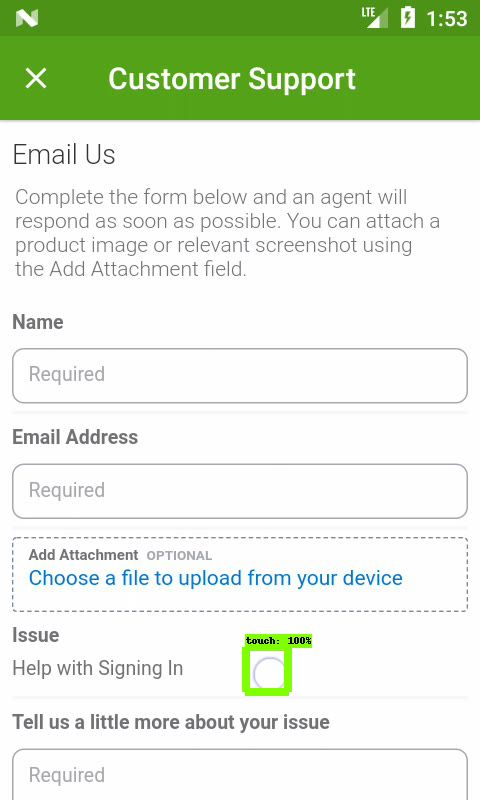 LTE 1:53
Customer Support
Email Us
Complete the form below and an agent will
respond as soon as possible. You can attach a
product image or relevant screenshot using
the Add Attachment field.
Name
Required
Email Address
Required
Add Attachment OPTIONAL
Choose a file to upload from your device
Issue
touch: 100%
Help with Signing In
Tell us a little more about your issue
Required